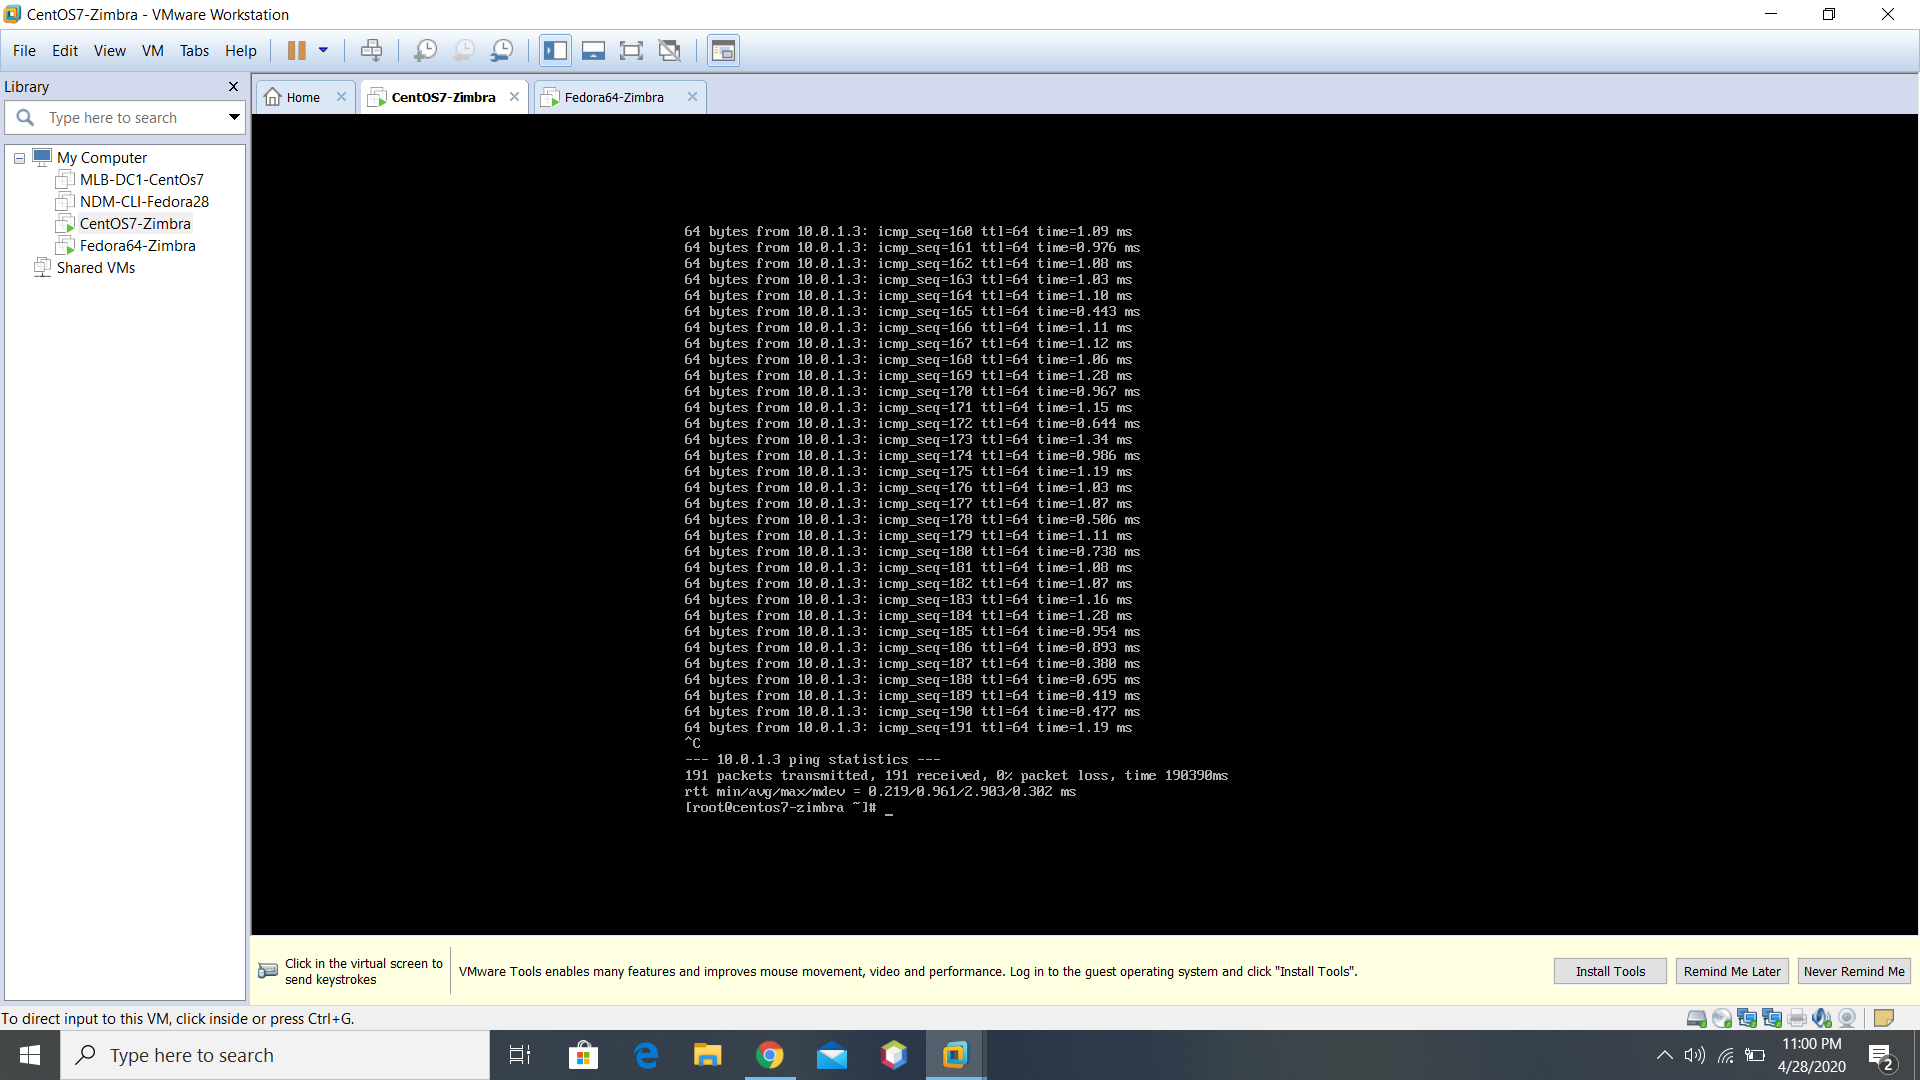 CentOS7-Zimbra - VMware Workstation
File Edit View VM Tabs Help
Library
Type here to search
My Computer
MLB-DC1-CentOs7
NDM-CLI-Fedora28
CentOS7-Zimbra
Fedora64-Zimbra
Shared VMs
Home
CentOS7-Zimbra
Fedora64-Zimbra
64 bytes from 10.0.1.3: icmp_seq=160 ttl=64 time=1.09 ms
64 bytes from 10.0.1.3: icmp_seq=161 ttl=64 time=0.976 ms
64 bytes from 10.0.1.3: icmp_seq=162 ttl=64 time=1.08 ms
64 bytes from 10.0.1.3: icmp_seq=163 ttl=64 time=1.03 ms
64 bytes from 10.0.1.3: icmp_seq=164 ttl=64 time=1.10 ms
64 bytes from 10.0.1.3: icmp_seq=165 ttl=64 time=0.443 ms
64 bytes from 10.0.1.3: icmp_seq=166 ttl=64 time=1.11 ms
64 bytes from 10.0.1.3: icmp_seq=167 ttl=64 time=1.12 ms
64 bytes from 10.0.1.3: icmp_seq=168 ttl=64 time=1.06 ms
64 bytes from 10.0.1.3: icmp_seq=169 ttl=64 time=1.28 ms
64 bytes from 10.0.1.3: icmp_seq=170 ttl=64 time=0.967 ms
64 bytes from 10.0.1.3: icmp_seq=171 ttl=64 time=1.15 ms
64 bytes from 10.0.1.3: icmp_seq=172 ttl=64 time=0.644 ms
64 bytes from 10.0.1.3: icmp_seq=173 ttl=64 time=1.34 ms
64 bytes from 10.0.1.3: icmp_seq=174 ttl=64 time=0.986 ms
64 bytes from 10.0.1.3: icmp_seq=175 ttl=64 time=1.19 ms
64 bytes from 10.0.1.3: icmp_seq=176 ttl=64 time=1.03 ms
64 bytes from 10.0.1.3: icmp_seq=177 ttl=64 time=1.07 ms
64 bytes from 10.0.1.3: icmp_seq=178 ttl=64 time=0.506 ms
64 bytes from 10.0.1.3: icmp_seq=179 ttl=64 time=1.11 ms
64 bytes from 10.0.1.3: icmp_seq=180 ttl=64 time=0.738 ms
64 bytes from 10.0.1.3: icmp_seq=181 ttl=64 time=1.08 ms
64 bytes from 10.0.1.3: icmp_seq=182 ttl=64 time=1.07 ms
64 bytes from 10.0.1.3: icmp_seq=183 ttl=64 time=1.16 ms
64 bytes from 10.0.1.3: icmp_seq=184 ttl=64 time=1.28 ms
64 bytes from 10.0.1.3: icmp_seq=185 ttl=64 time=0.954 ms
64 bytes from 10.0.1.3: icmp_seq=186 ttl=64 time=0.893 ms
64 bytes from 10.0.1.3: icmp_seq=187 ttl=64 time=0.380 ms
64 bytes from 10.0.1.3: icmp_seq=188 ttl=64 time=0.695 ms
64 bytes from 10.0.1.3: icmp_seq=189 ttl=64 time=0.419 ms
64 bytes from 10.0.1.3: icmp_seq=190 ttl=64 time=0.477 ms
64 bytes from 10.0.1.3: icmp_seq=191 ttl=64 time=1.19 ms
^C
--- 10.0.1.3 ping statistics ---
191 packets transmitted, 191 received, 0% packet loss, time 190390ms
rtt min/avg/max/mdev = 0.219/0.961/2.903/0.302 ms
[root@centos7-zimbra ~]# _
Click in the virtual screen to
send keystrokes
VMware Tools enables many features and improves mouse movement, video and performance. Log in to the guest operating system and click "Install Tools".
Install Tools
Remind Me Later
Never Remind Me
To direct input to this VM, click inside or press Ctrl+G.
Type here to search
11:00 PM
4/28/2020
2